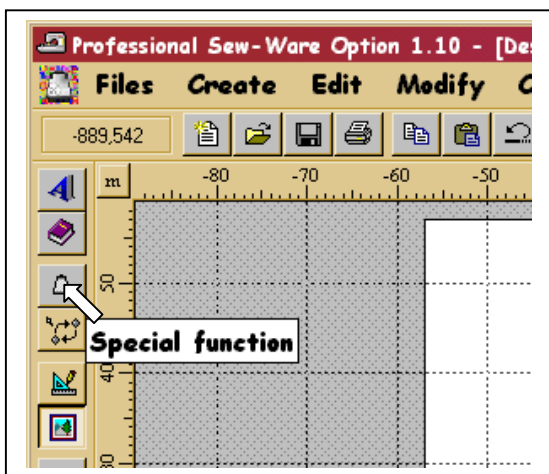 Professional Sew-Ware Option 1.10 - [De
Files Create Edit Modify
-889,542
m -80 -70 -60 -50
50
Special function
40
30